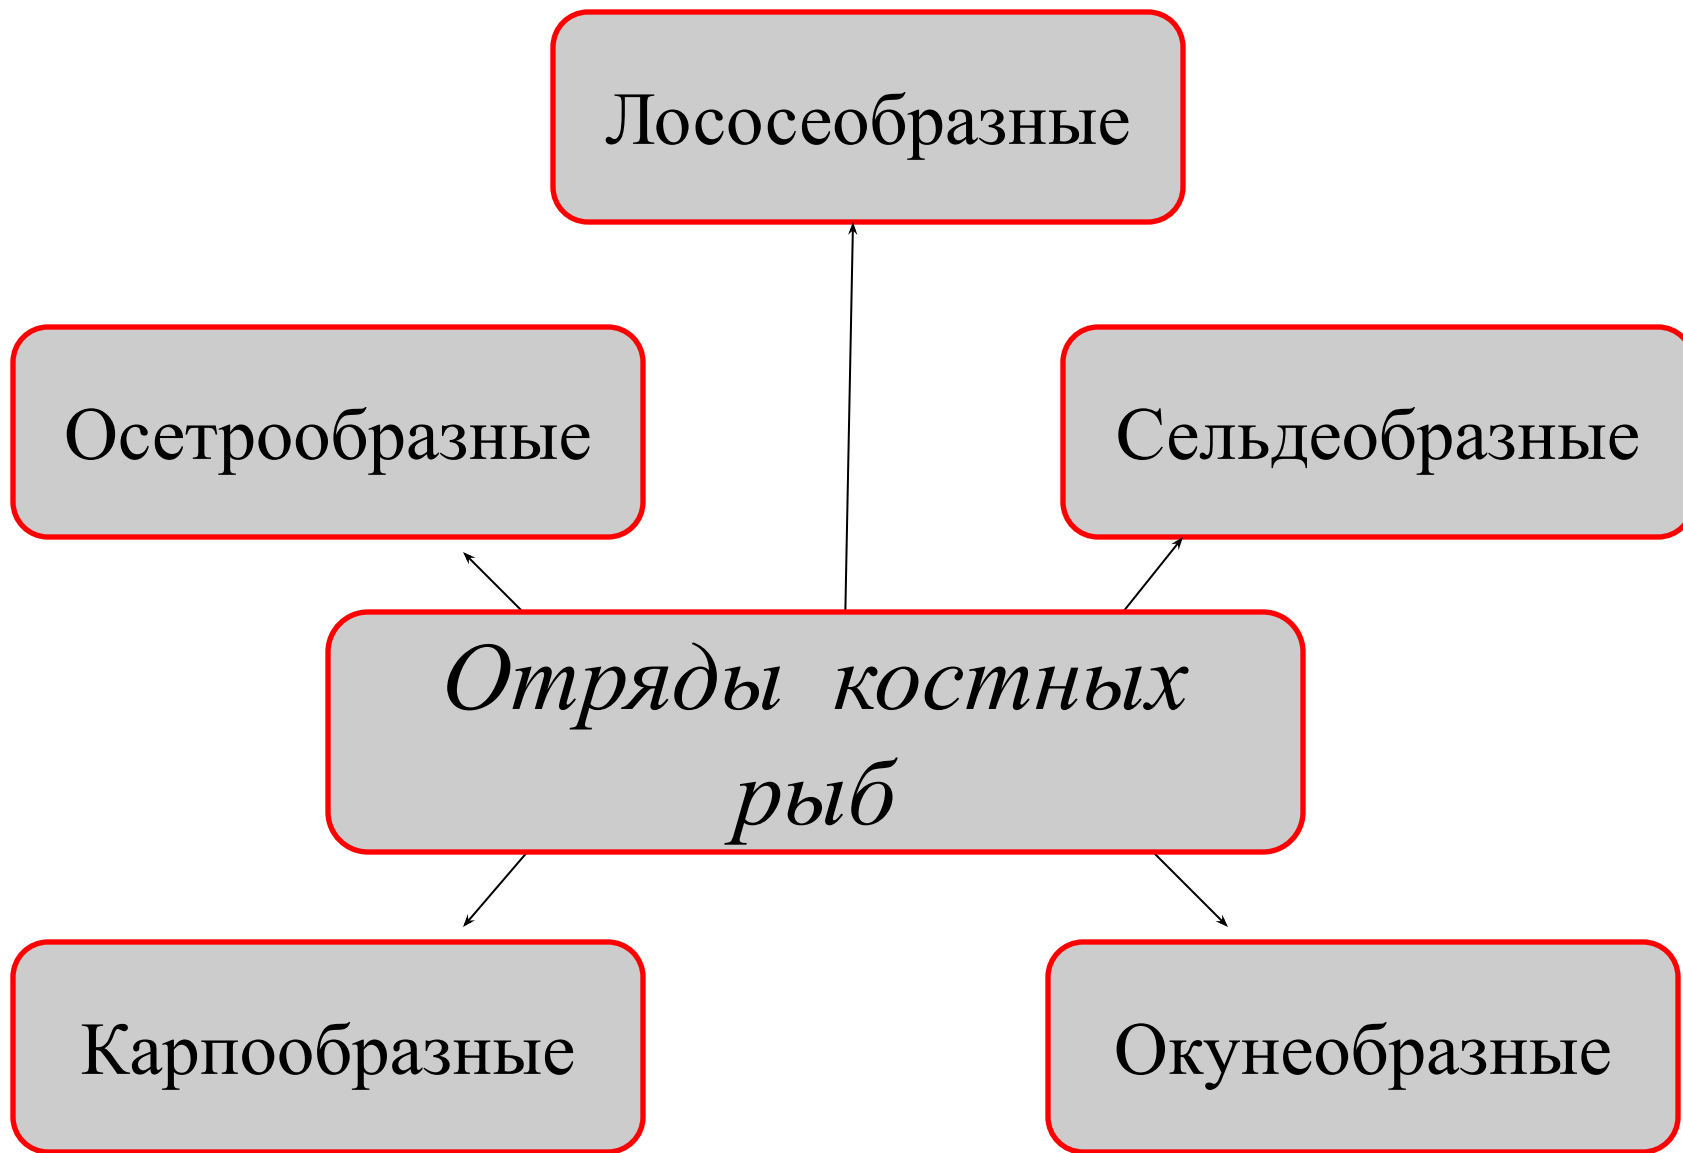 Лососеобразные
Осетрообразные
Сельдеобразные
Отряды костных
рыб
Карпообразные
Окунеобразные